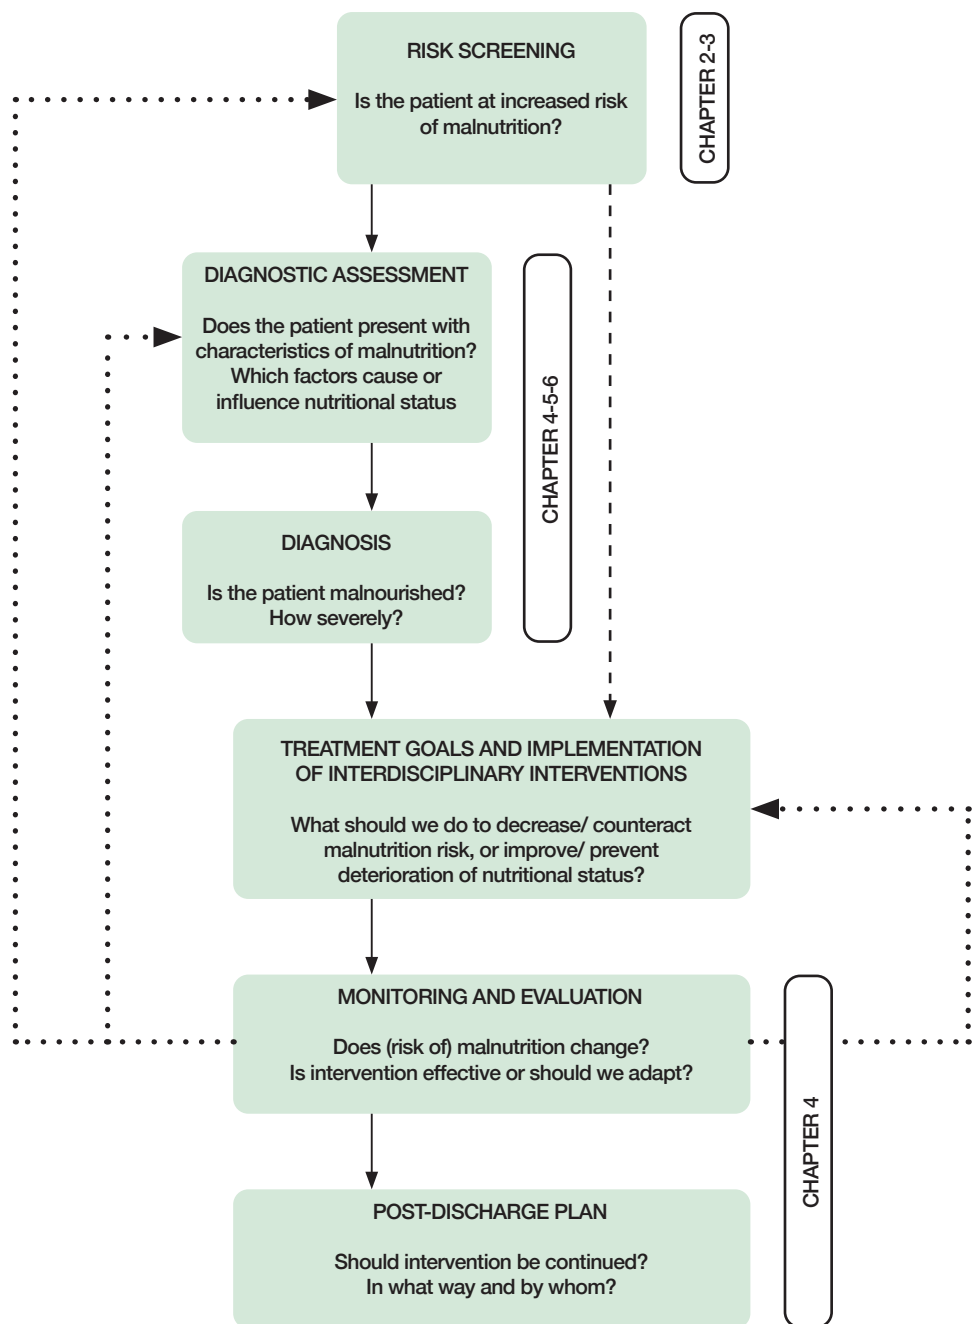 RISK SCREENING
Is the patient at increased risk
of malnutrition?
CHAPTER 2-3
DIAGNOSTIC ASSESSMENT
Does the patient present with
characteristics of malnutrition?
Which factors cause or
influence nutritional status
CHAPTER 4-5-6
DIAGNOSIS
Is the patient malnourished?
How severely?
TREATMENT GOALS AND IMPLEMENTATION
OF INTERDISCIPLINARY INTERVENTIONS
What should we do to decrease/ counteract
malnutrition risk, or improve/ prevent
deterioration of nutritional status?
MONITORING AND EVALUATION
Does (risk of) malnutrition change?
Is intervention effective or should we adapt?
CHAPTER 4
POST-DISCHARGE PLAN
Should intervention be continued?
In what way and by whom?